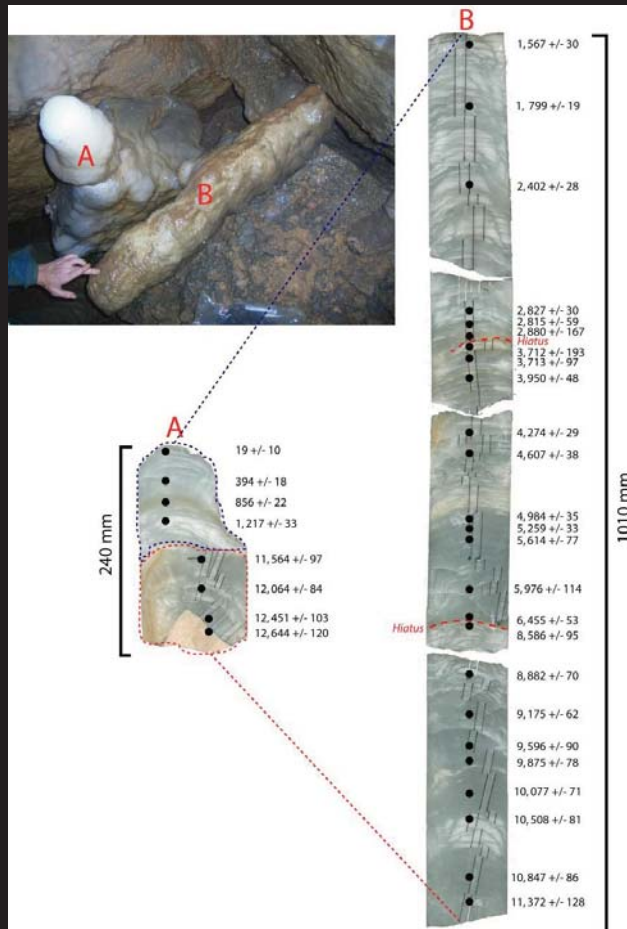 A
B
B
1,567 +/- 30
1, 799 +/- 19
2,402 +/- 28
2,827 +/- 30
2,815 +/- 59
2,880 +/- 167
Hiatus
3,712 +/- 193
3,713 +/- 97
3,950 +/- 48
4,274 +/- 29
4,607 +/- 38
4,984 +/- 35
5,259 +/- 33
5,614 +/- 77
5,976 +/- 114
6,455 +/- 53
Hiatus
8,586 +/- 95
8,882 +/- 70
9,175 +/- 62
9,596 +/- 90
9,875 +/- 78
10,077 +/- 71
10,508 +/- 81
10,847 +/- 86
11,372 +/- 128
1010 mm
A
19 +/- 10
394 +/- 18
856 +/- 22
1,217 +/- 33
11,564 +/- 97
12,064 +/- 84
12,451 +/- 103
12,644 +/- 120
240 mm